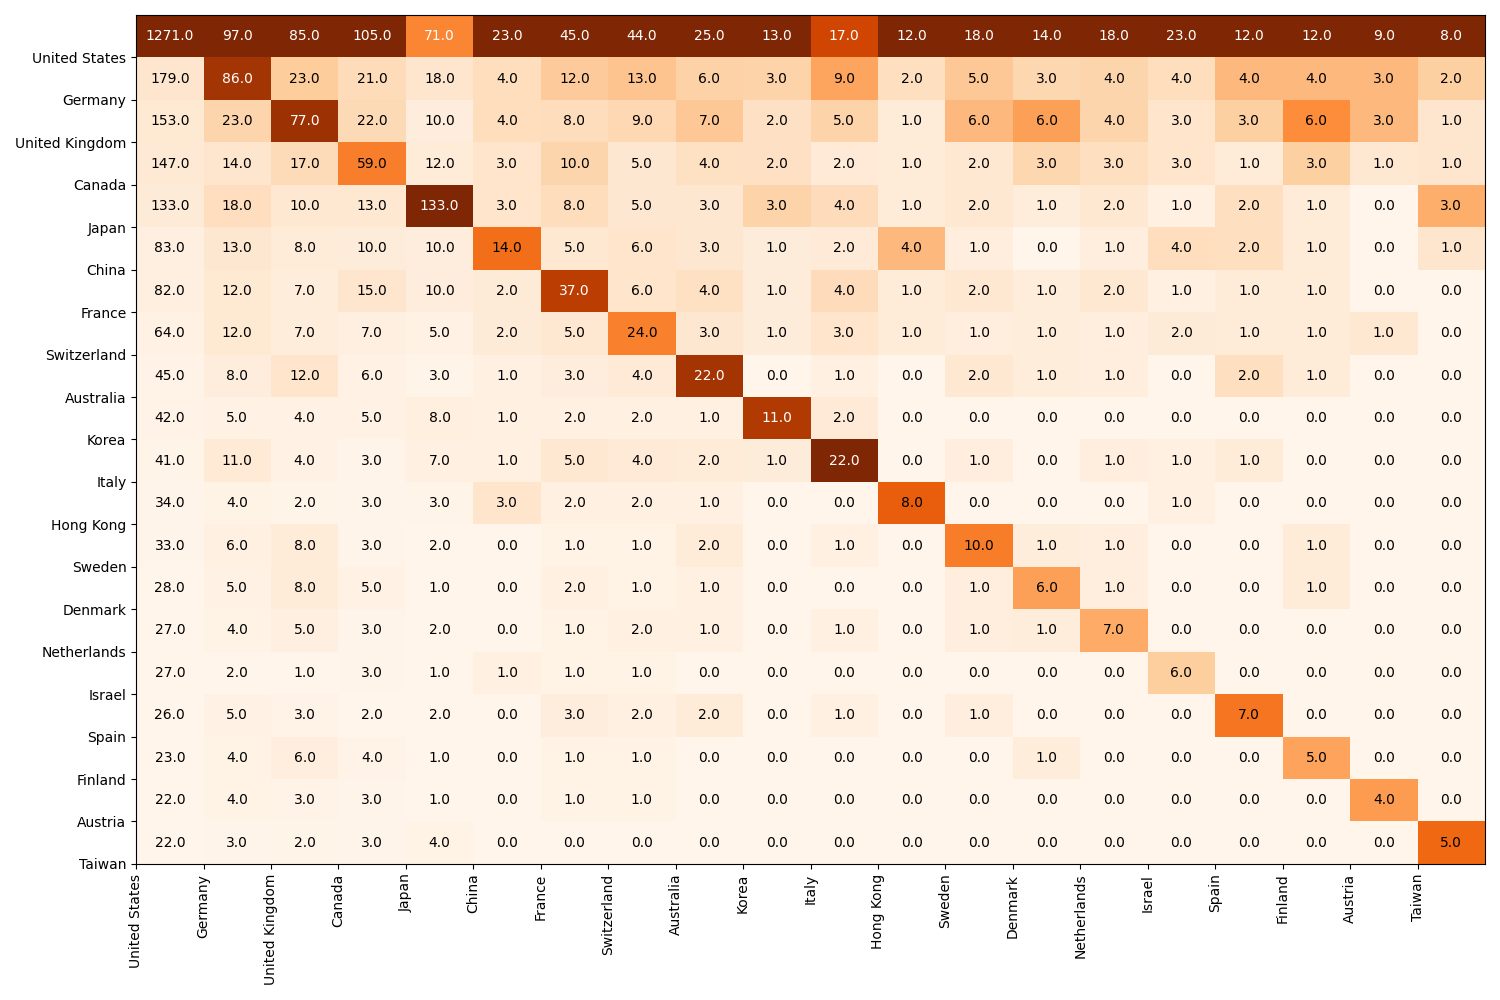 1271.0 97.0 85.0 105.0 71.0 23.0 45.0 44.0 25.0 13.0 17.0 12.0 18.0 14.0 18.0 23.0 12.0 12.0 9.0 8.0
United States
179.0 86.0 23.0 21.0 18.0 4.0 12.0 13.0 6.0 3.0 9.0 2.0 5.0 3.0 4.0 4.0 4.0 4.0 3.0 2.0
Germany
153.0 23.0 77.0 22.0 10.0 4.0 8.0 9.0 7.0 2.0 5.0 1.0 6.0 6.0 4.0 3.0 3.0 6.0 3.0 1.0
United Kingdom
147.0 14.0 17.0 59.0 12.0 3.0 10.0 5.0 4.0 2.0 2.0 1.0 2.0 3.0 3.0 3.0 1.0 3.0 1.0 1.0
Canada
133.0 18.0 10.0 13.0 133.0 3.0 8.0 5.0 3.0 3.0 4.0 1.0 2.0 1.0 2.0 1.0 2.0 1.0 0.0 3.0
Japan
83.0 13.0 8.0 10.0 10.0 14.0 5.0 6.0 3.0 1.0 2.0 4.0 1.0 0.0 1.0 4.0 2.0 1.0 0.0 1.0
China
82.0 12.0 7.0 15.0 10.0 2.0 37.0 6.0 4.0 1.0 4.0 1.0 2.0 1.0 2.0 1.0 1.0 1.0 0.0 0.0
France
64.0 12.0 7.0 7.0 5.0 2.0 5.0 24.0 3.0 1.0 3.0 1.0 1.0 1.0 1.0 2.0 1.0 1.0 1.0 0.0
Switzerland
45.0 8.0 12.0 6.0 3.0 1.0 3.0 4.0 22.0 0.0 1.0 0.0 2.0 1.0 1.0 0.0 2.0 1.0 0.0 0.0
Australia
42.0 5.0 4.0 5.0 8.0 1.0 2.0 2.0 1.0 11.0 2.0 0.0 0.0 0.0 0.0 0.0 0.0 0.0 0.0 0.0
Korea
41.0 11.0 4.0 3.0 7.0 1.0 5.0 4.0 2.0 1.0 22.0 0.0 1.0 0.0 1.0 1.0 1.0 0.0 0.0 0.0
Italy
34.0 4.0 2.0 3.0 3.0 3.0 2.0 2.0 1.0 0.0 0.0 8.0 0.0 0.0 0.0 1.0 0.0 0.0 0.0 0.0
Hong Kong
33.0 6.0 8.0 3.0 2.0 0.0 1.0 1.0 2.0 0.0 1.0 0.0 10.0 1.0 1.0 0.0 0.0 1.0 0.0 0.0
Sweden
28.0 5.0 8.0 5.0 1.0 0.0 2.0 1.0 1.0 0.0 0.0 0.0 1.0 6.0 1.0 0.0 0.0 1.0 0.0 0.0
Denmark
27.0 4.0 5.0 3.0 2.0 0.0 1.0 2.0 1.0 0.0 1.0 0.0 1.0 1.0 7.0 0.0 0.0 0.0 0.0 0.0
Netherlands
27.0 2.0 1.0 3.0 1.0 1.0 1.0 1.0 0.0 0.0 0.0 0.0 0.0 0.0 0.0 6.0 0.0 0.0 0.0 0.0
Israel
26.0 5.0 3.0 2.0 2.0 0.0 3.0 2.0 2.0 0.0 1.0 0.0 1.0 0.0 0.0 0.0 7.0 0.0 0.0 0.0
Spain
23.0 4.0 6.0 4.0 1.0 0.0 1.0 1.0 0.0 0.0 0.0 0.0 0.0 1.0 0.0 0.0 0.0 5.0 0.0 0.0
Finland
22.0 4.0 3.0 3.0 1.0 0.0 1.0 1.0 0.0 0.0 0.0 0.0 0.0 0.0 0.0 0.0 0.0 0.0 4.0 0.0
Austria
22.0 3.0 2.0 3.0 4.0 0.0 0.0 0.0 0.0 0.0 0.0 0.0 0.0 0.0 0.0 0.0 0.0 0.0 0.0 5.0
Taiwan
United States
Germany
United Kingdom
Canada
Japan
China
France
Switzerland
Australia
Korea
Italy
Hong Kong
Sweden
Denmark
Netherlands
Israel
Spain
Finland
Austria
Taiwan